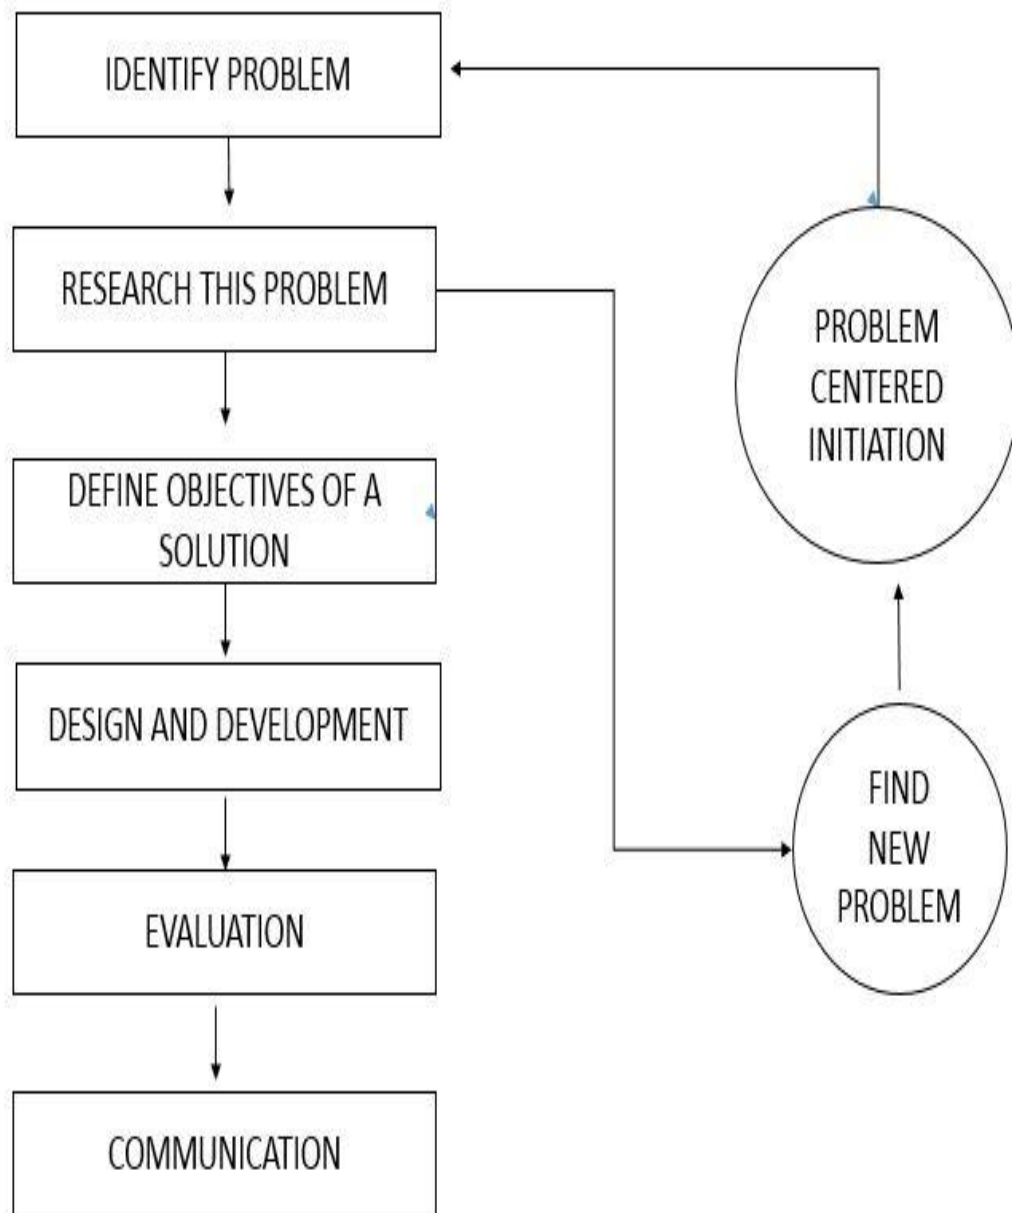 IDENTIFY PROBLEM
RESEARCH THIS PROBLEM
DEFINE OBJECTIVES OF A
SOLUTION
DESIGN AND DEVELOPMENT
EVALUATION
COMMUNICATION
PROBLEM
CENTERED
INITIATION
FIND
NEW
PROBLEM